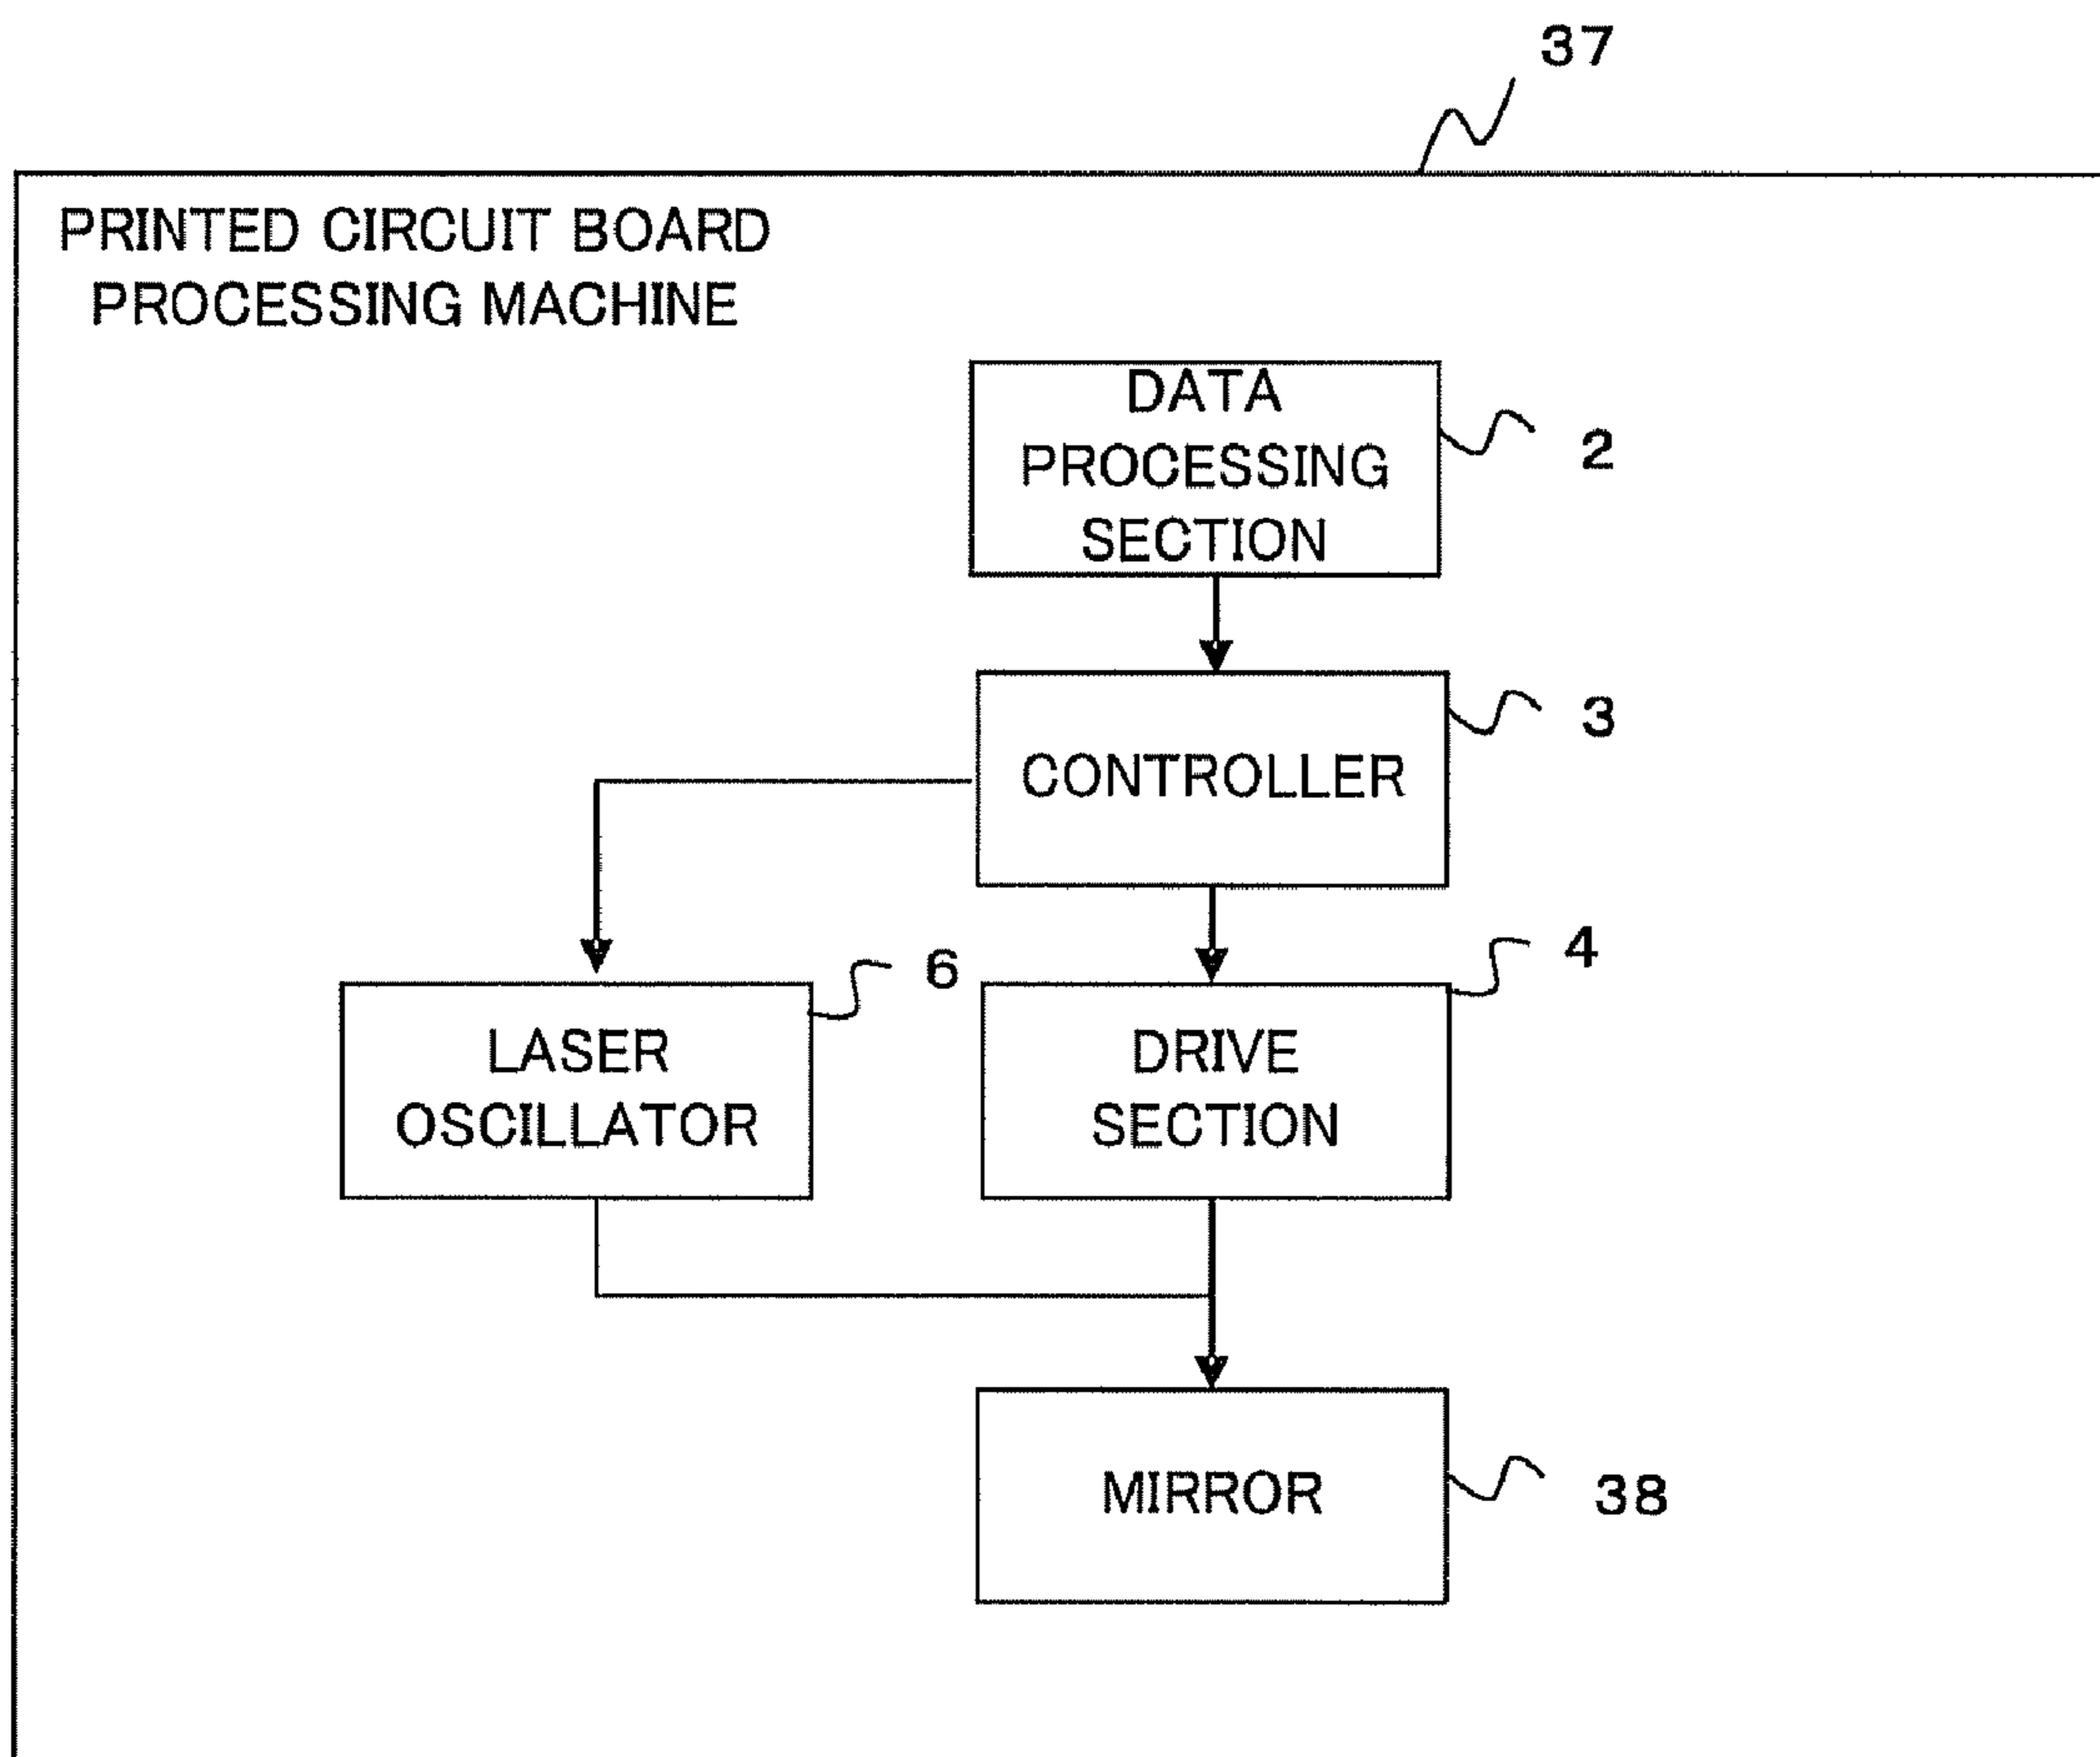 37
PRINTED CIRCUIT BOARD
PROCESSING MACHINE
DATA
PROCESSING
SECTION
2
CONTROLLER
3
LASER
OSCILLATOR
6
DRIVE
SECTION
4
MIRROR
38